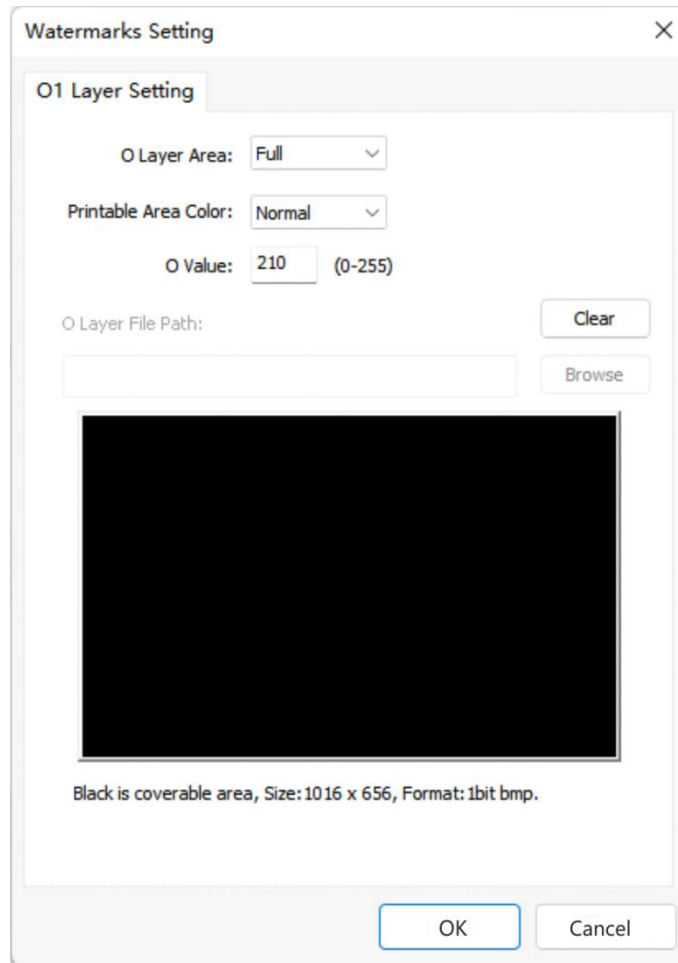 Watermarks Setting
O1 Layer Setting
O Layer Area: Full
Printable Area Color: Normal
O Value: 210 (0-255)
O Layer File Path:
Clear
Browse
Black is coverable area, Size:1016 x 656, Format:1bit bmp.
OK
Cancel